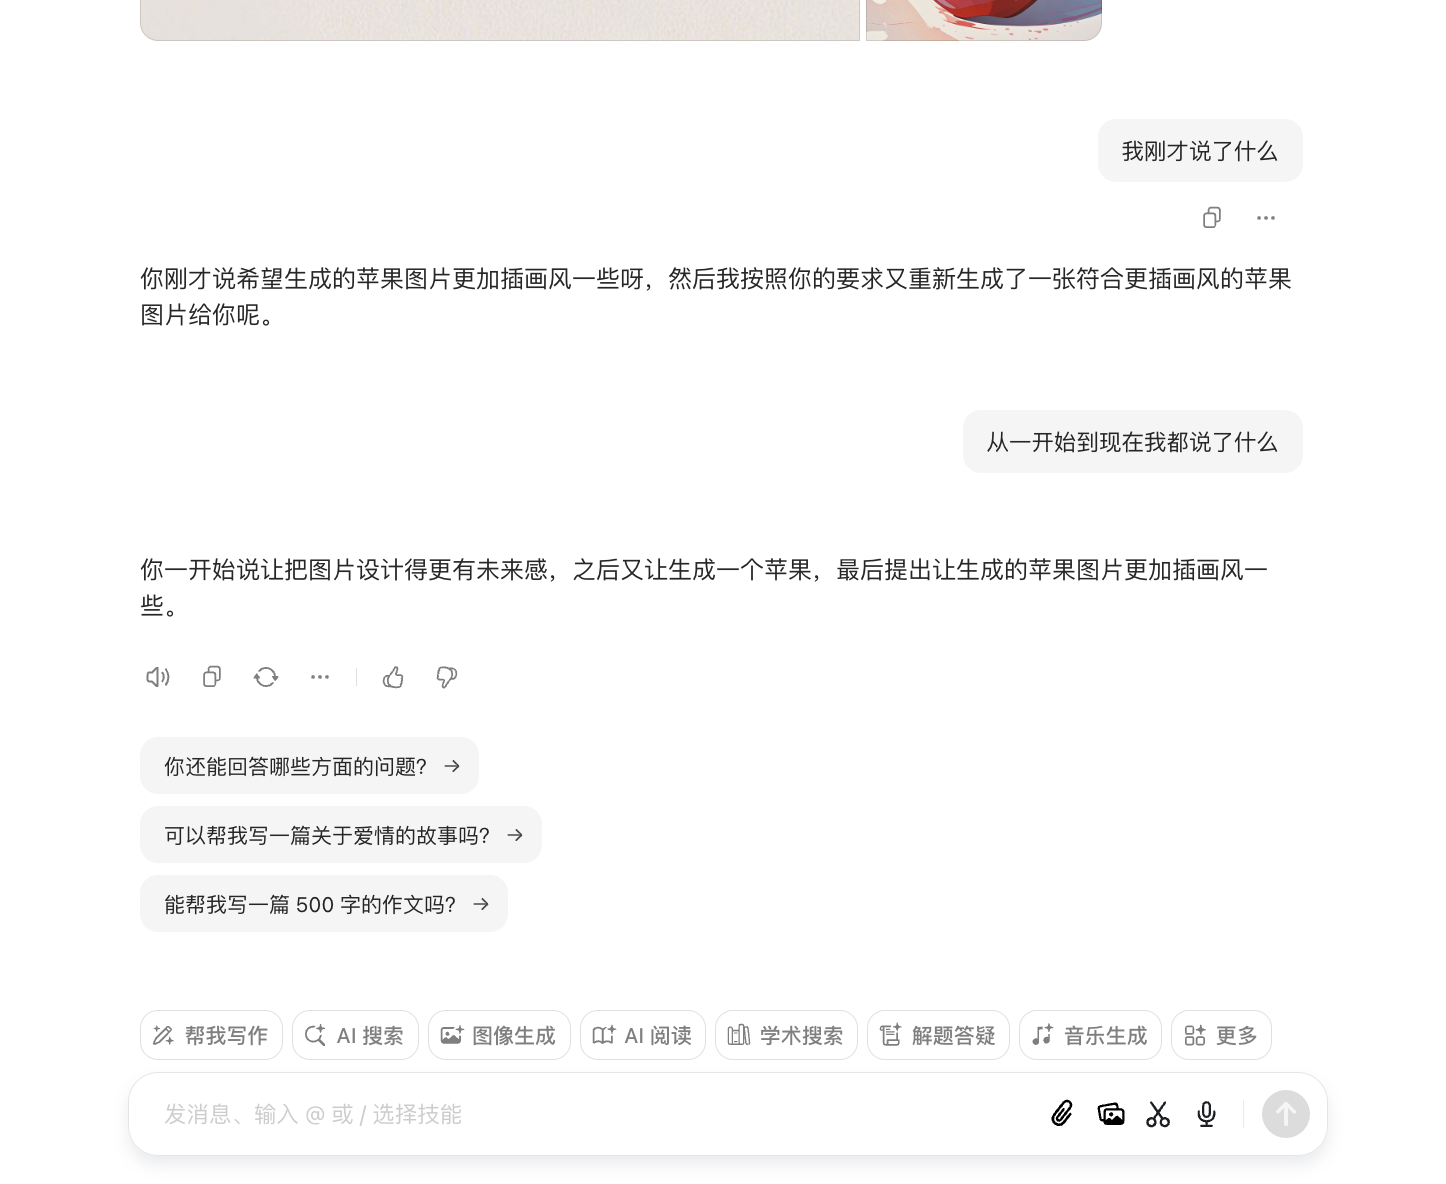 我刚才说了什么
你刚才说希望生成的苹果图片更加插画风一些呀，然后我按照你的要求又重新生成了一张符合更插画风的苹果
图片给你呢。
从一开始到现在我都说了什么
你一开始说让把图片设计得更有未来感，之后又让生成一个苹果，最后提出让生成的苹果图片更加插画风一
些。
你还能回答哪些方面的问题?
可以帮我写一篇关于爱情的故事吗?
能帮我写一篇 500 字的作文吗?
帮我写作 AI 搜索 图像生成 AI 阅读 学术搜索 解题答疑 音乐生成 更多
发消息、输入 @ 或 / 选择技能